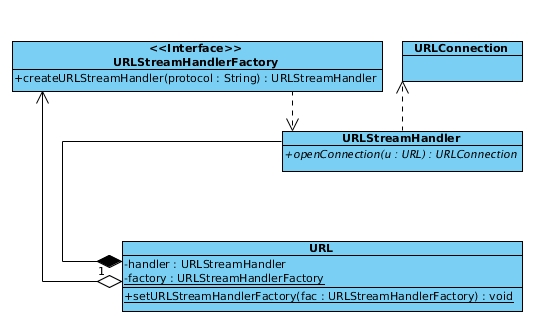 <<Interface>>
URLStreamHandlerFactory
+createURLStreamHandler(protocol : String) : URLStreamHandler
URLConnection
URLStreamHandler
+openConnection(u : URL) : URLConnection
URL
-handler : URLStreamHandler
1
-factory : URLStreamHandlerFactory
+setURLStreamHandlerFactory(fac : URLStreamHandlerFactory) : void